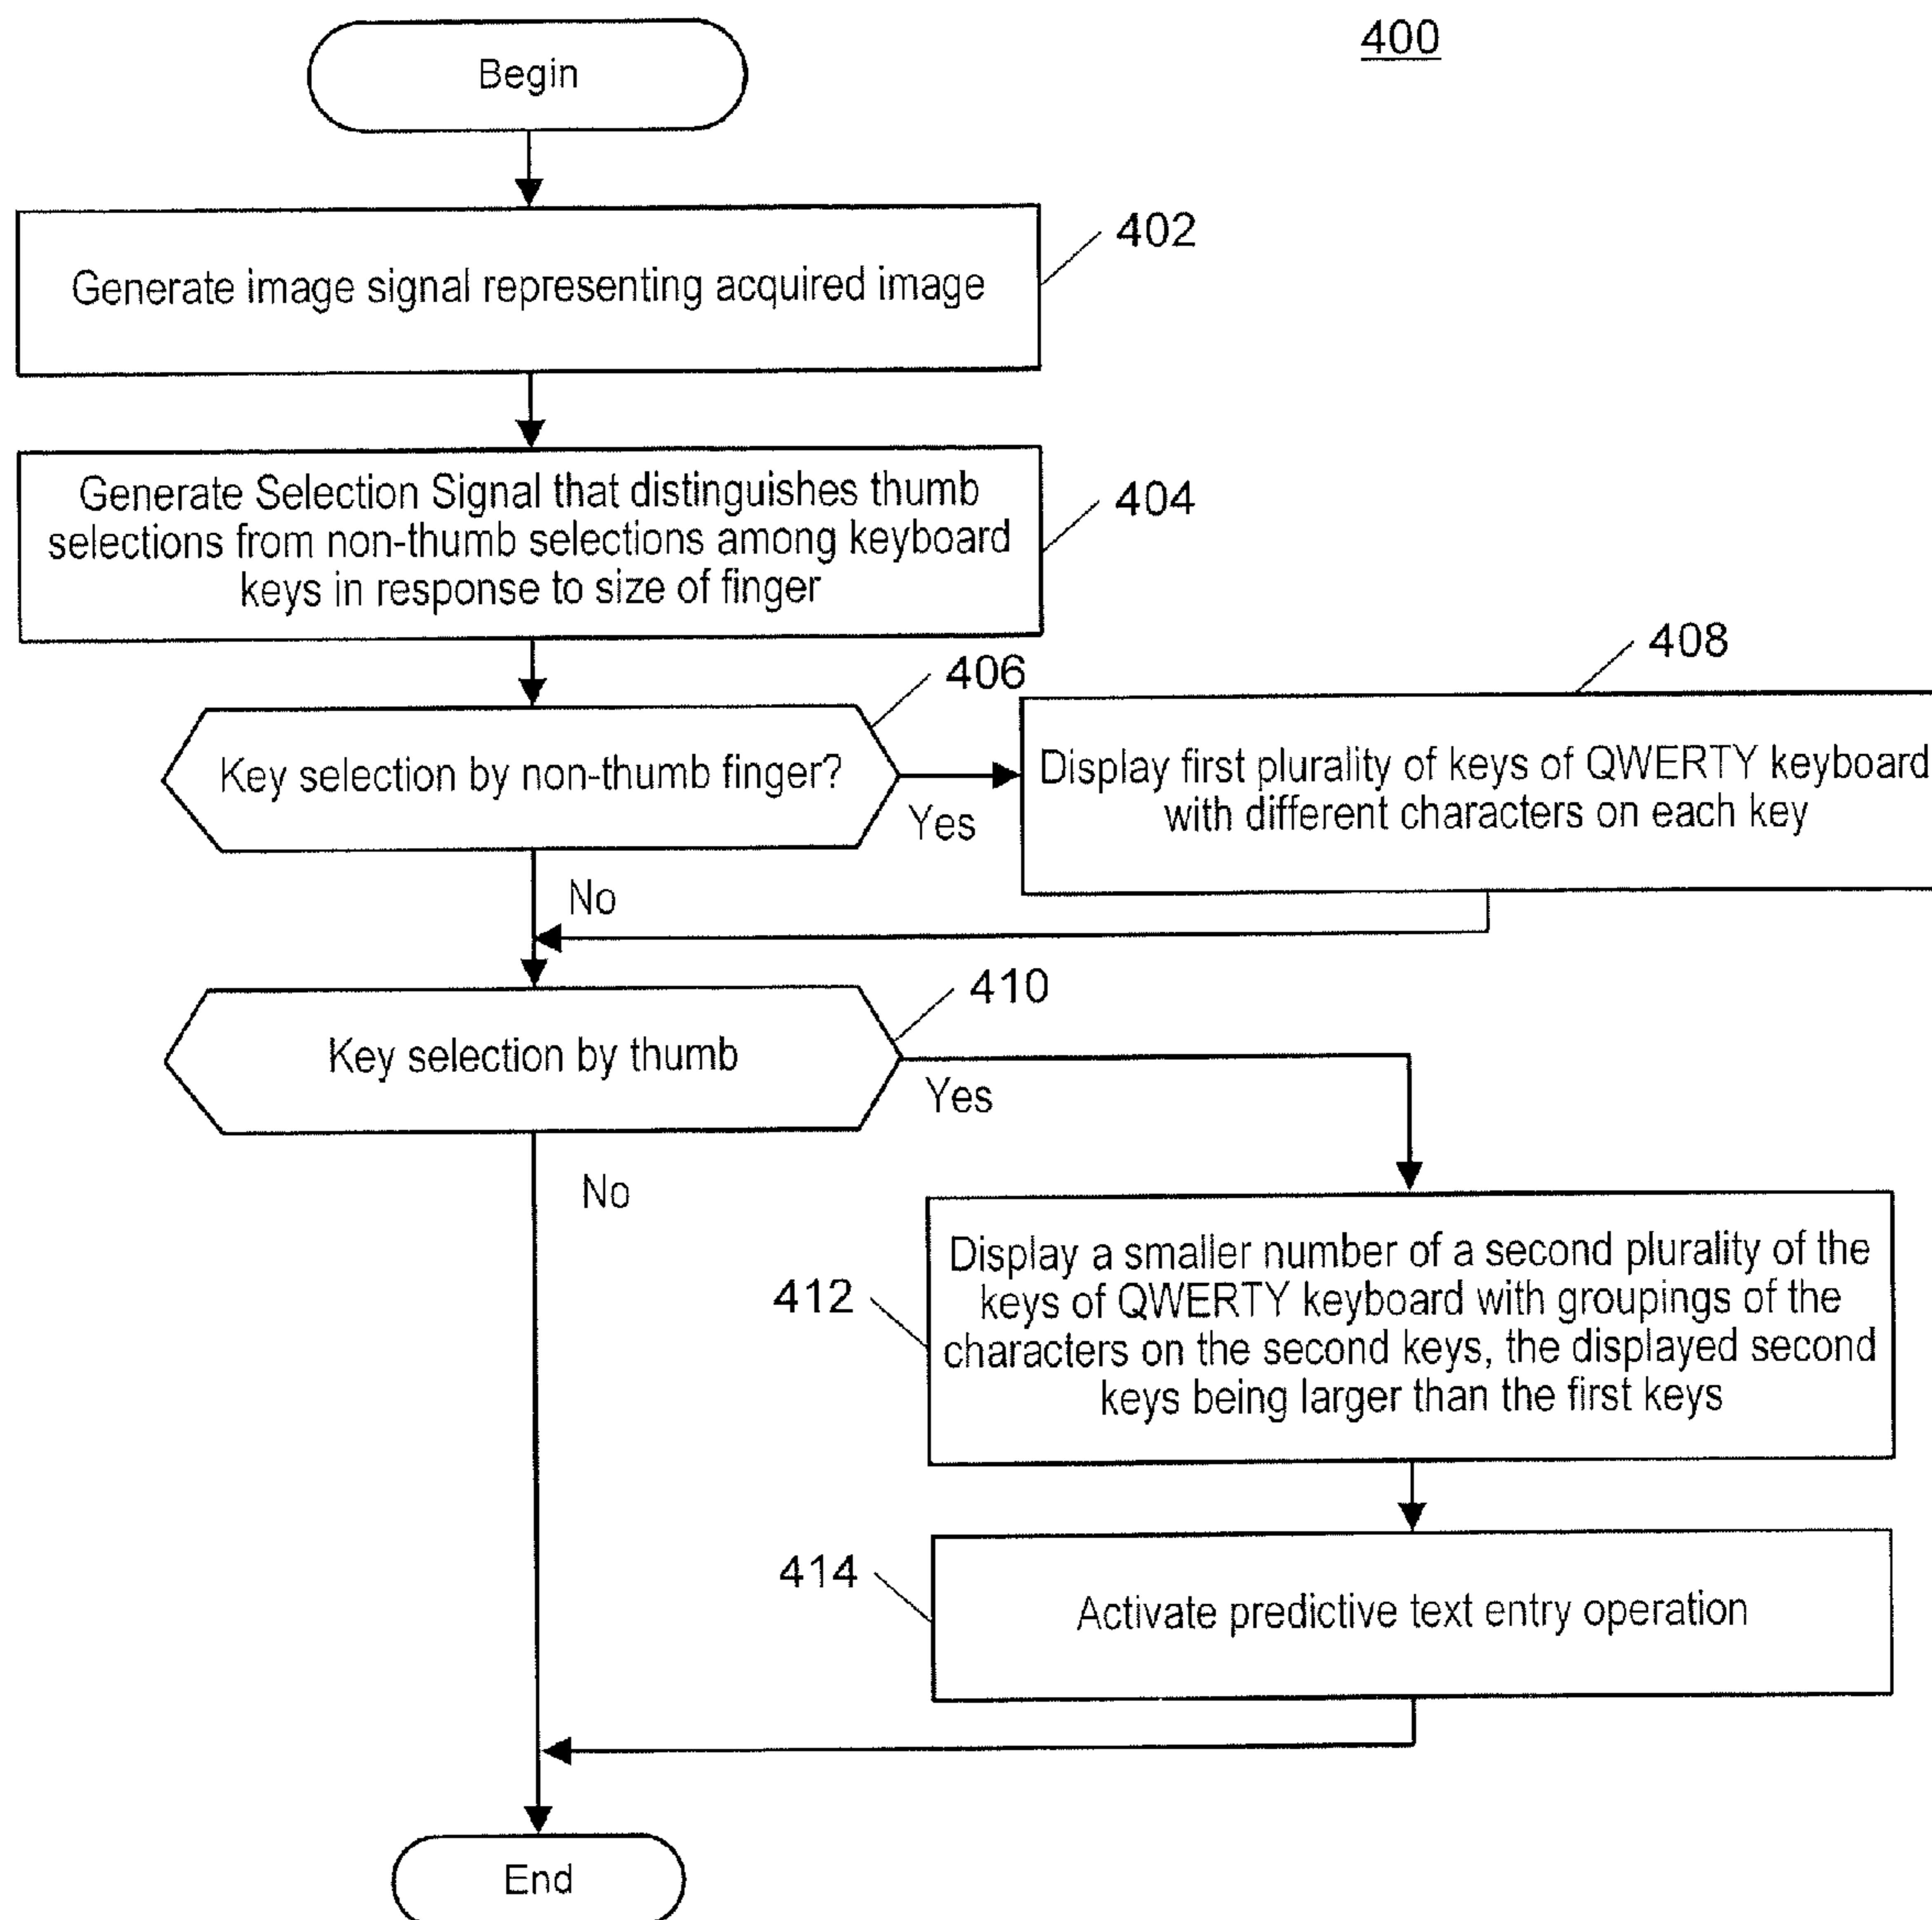 400
Begin
Generate image signal representing acquired image
402
Generate Selection Signal that distinguishes thumb
selections from non-thumb selections among keyboard
keys in response to size of finger
404
406
Key selection by non-thumb finger?
Yes
No
408
Display first plurality of keys of QWERTY keyboard
with different characters on each key
410
Key selection by thumb
Yes
No
412
Display a smaller number of a second plurality of the
keys of QWERTY keyboard with groupings of the
characters on the second keys, the displayed second
keys being larger than the first keys
414
Activate predictive text entry operation
End